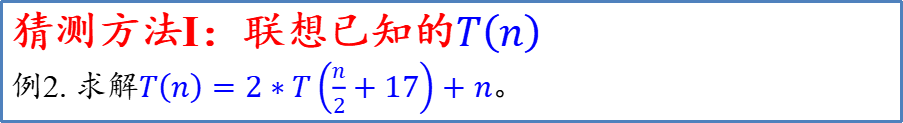 猜测方法I：联想已知的T(n)
例2. 求解T(n) = 2 * T(n/2 + 17) + n。